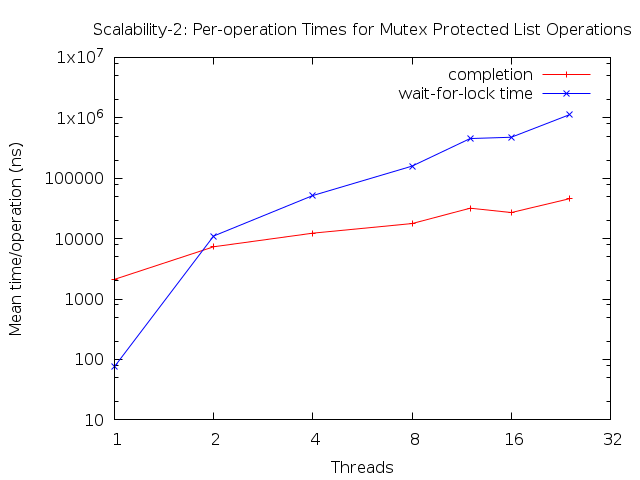 Scalability-2: Per-operation Times for Mutex Protected List Operations
1x10^7
1x10^6
100000
10000
1000
100
10
Mean time/operation (ns)
completion
wait-for-lock time
1 2 4 8 16 32
Threads